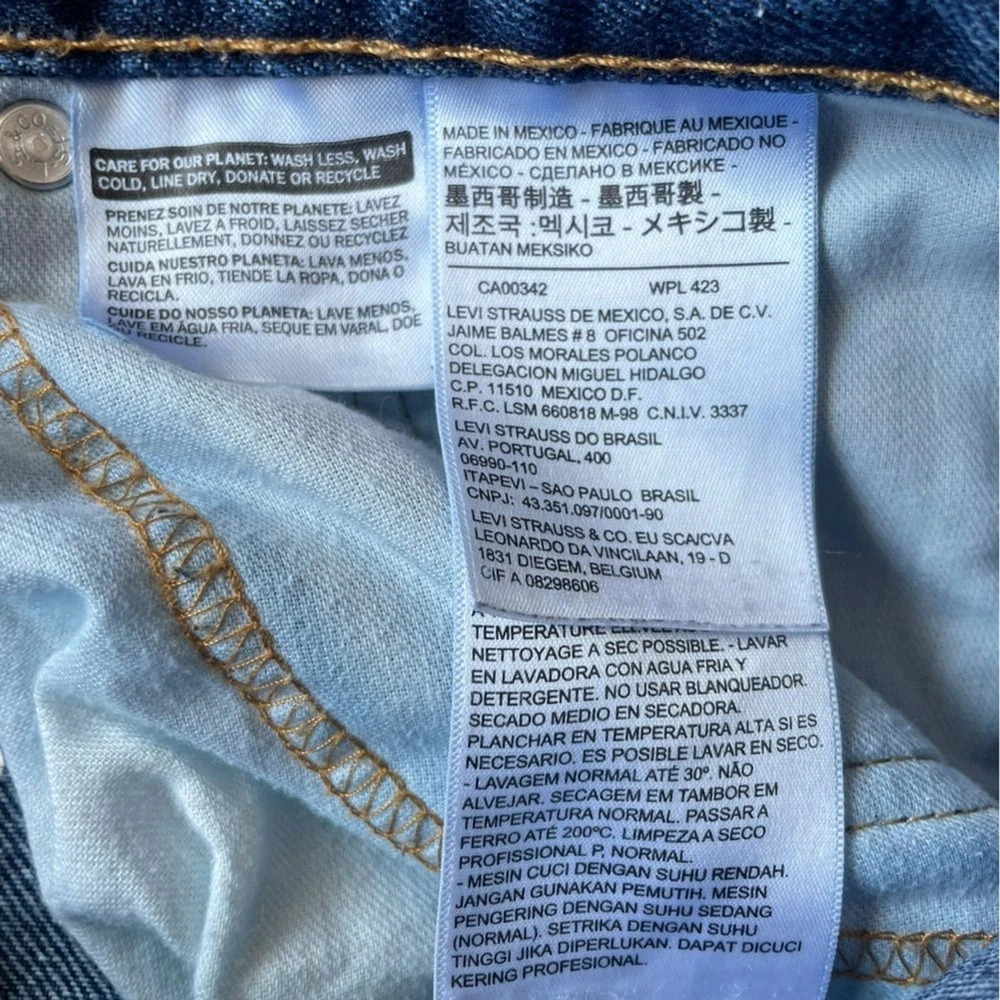 & CO
CARE FOR OUR PLANET: WASH LESS, WASH
COLD, LINE DRY, DONATE OR RECYCLE
PRENEZ SOIN DE NOTRE PLANETE: LAVEZ
MOINS, LAVEZ A FROID, LAISSEZ SECHER
NATURELLEMENT, DONNEZ OU RECYCLEZ
CUIDA NUESTRO PLANETA: LAVA MENOS,
LAVA EN FRIO, TIENDE LA ROPA, DONA O
RECICLA.
CUIDE DO NOSSO PLANETA: LAVE MENOS,
LAVE EM ÁGUA FRIA, SEQUE EM VARAL, DOE
OU RECICLE.
MADE IN MEXICO - FABRIQUE AU MEXIQUE -
FABRICADO EN MEXICO - FABRICADO NO
MÉXICO - СДЕЛАНО В МЕКСИКЕ -
墨西哥制造 - 墨西哥製 -
제조국 :멕시코 - メキシコ製 -
BUATAN MEKSIKO
CA00342 WPL 423
LEVI STRAUSS DE MEXICO, S.A. DE C.V.
JAIME BALMES # 8 OFICINA 502
COL. LOS MORALES POLANCO
DELEGACION MIGUEL HIDALGO
C.P. 11510 MEXICO D.F.
R.F.C. LSM 660818 M-98 C.N.I.V. 3337
LEVI STRAUSS DO BRASIL
AV. PORTUGAL, 400
06990-110
ITAPEVI – SAO PAULO BRASIL
CNPJ: 43.351.097/0001-90
LEVI STRAUSS & CO. EU SCA/CVA
LEONARDO DA VINCILAAN, 19 - D
1831 DIEGEM, BELGIUM
CIF A 08298606
TEMPERATURE
NETTOYAGE A SEC POSSIBLE. - LAVAR
EN LAVADORA CON AGUA FRIA Y
DETERGENTE. NO USAR BLANQUEADOR.
SECADO MEDIO EN SECADORA.
PLANCHAR EN TEMPERATURA ALTA SI ES
NECESARIO. ES POSIBLE LAVAR EN SECO.
- LAVAGEM NORMAL ATÉ 30º. NÃO
ALVEJAR. SECAGEM EM TAMBOR EM
TEMPERATURA NORMAL. PASSAR A
FERRO ATÉ 200ºC. LIMPEZA A SECO
PROFISSIONAL P, NORMAL.
- MESIN CUCI DENGAN SUHU RENDAH.
JANGAN GUNAKAN PEMUTIH. MESIN
PENGERING DENGAN SUHU SEDANG
(NORMAL). SETRIKA DENGAN SUHU
TINGGI JIKA DIPERLUKAN. DAPAT DICUCI
KERING PROFESIONAL.